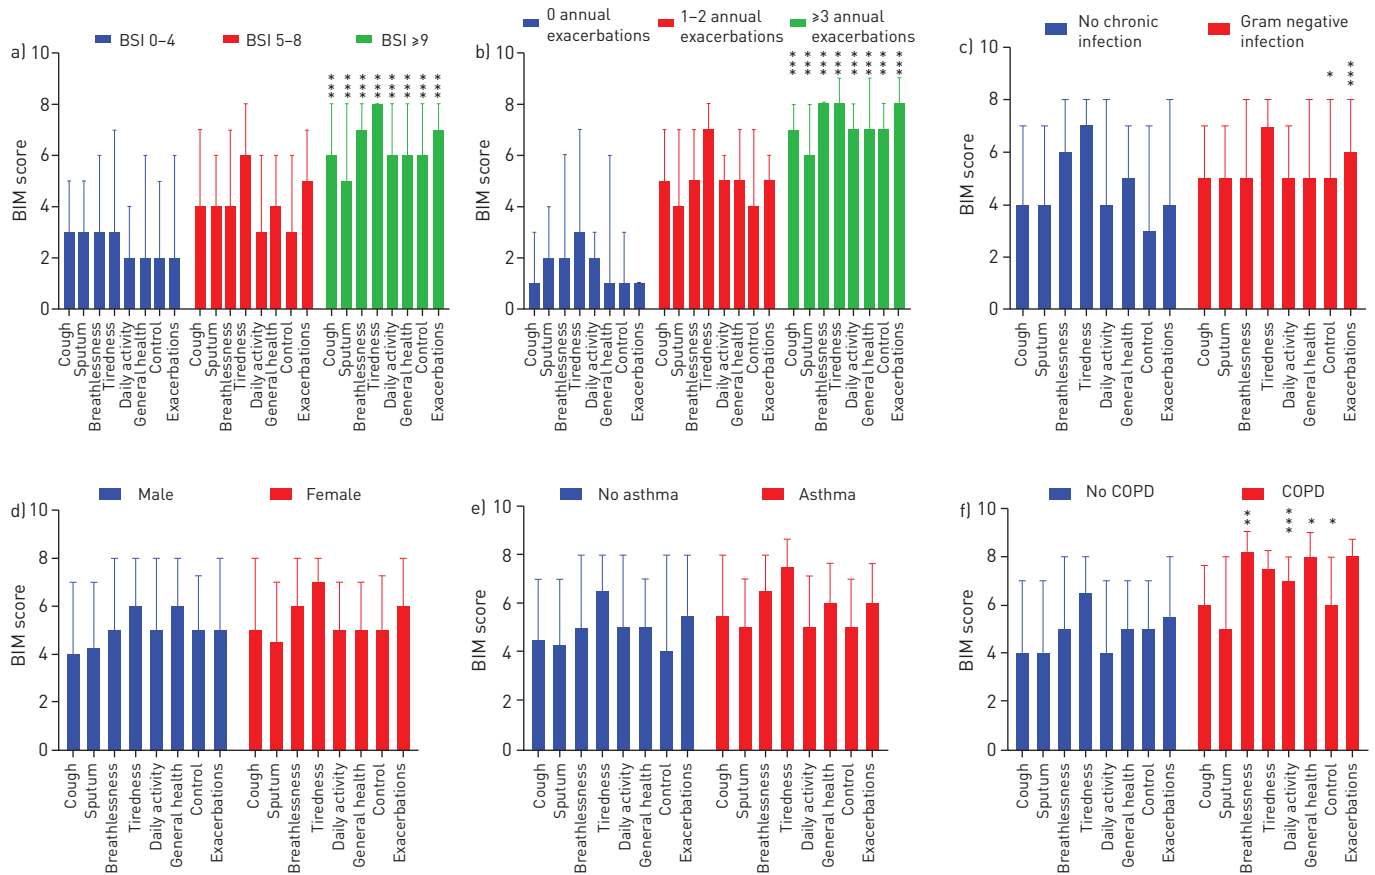 a)
BSI 0–4
BSI 5–8
BSI ⩾9
BIM score
10
8
6
4
2
0
***
***
***
***
***
***
***
***
Cough
Sputum
Breathlessness
Tiredness
Daily activity
General health
Control
Exacerbations
Cough
Sputum
Breathlessness
Tiredness
Daily activity
General health
Control
Exacerbations
Cough
Sputum
Breathlessness
Tiredness
Daily activity
General health
Control
Exacerbations
b)
0 annual
exacerbations
1–2 annual
exacerbations
⩾3 annual
exacerbations
BIM score
10
8
6
4
2
0
***
***
***
***
***
***
***
***
Cough
Sputum
Breathlessness
Tiredness
Daily activity
General health
Control
Exacerbations
Cough
Sputum
Breathlessness
Tiredness
Daily activity
General health
Control
Exacerbations
Cough
Sputum
Breathlessness
Tiredness
Daily activity
General health
Control
Exacerbations
c)
No chronic
infection
Gram negative
infection
BIM score
10
8
6
4
2
0
*
***
Cough
Sputum
Breathlessness
Tiredness
Daily activity
General health
Control
Exacerbations
Cough
Sputum
Breathlessness
Tiredness
Daily activity
General health
Control
Exacerbations
d)
Male
Female
BIM score
10
8
6
4
2
0
Cough
Sputum
Breathlessness
Tiredness
Daily activity
General health
Control
Exacerbations
Cough
Sputum
Breathlessness
Tiredness
Daily activity
General health
Control
Exacerbations
e)
No asthma
Asthma
BIM score
10
8
6
4
2
0
Cough
Sputum
Breathlessness
Tiredness
Daily activity
General health
Control
Exacerbations
Cough
Sputum
Breathlessness
Tiredness
Daily activity
General health
Control
Exacerbations
f)
No COPD
COPD
BIM score
10
8
6
4
2
0
**
***
*
*
Cough
Sputum
Breathlessness
Tiredness
Daily activity
General health
Control
Exacerbations
Cough
Sputum
Breathlessness
Tiredness
Daily activity
General health
Control
Exacerbations